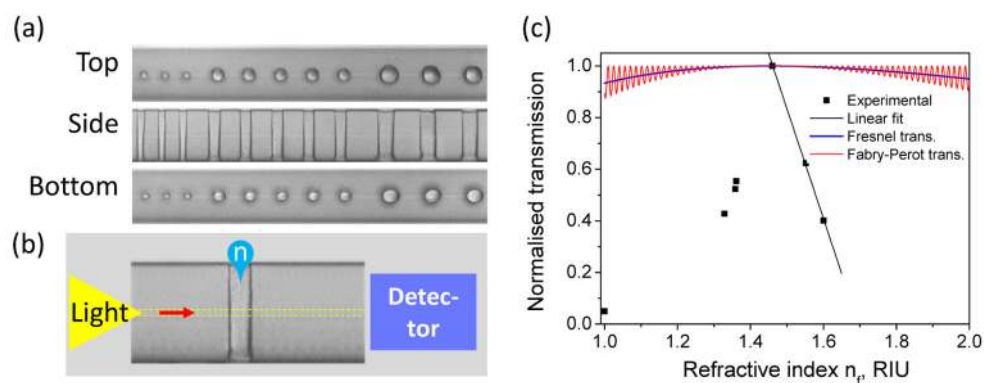 (a)
Top
Side
Bottom
(b)
n
Light
Detec-
tor
(c)
Normalised transmission
1.0
0.8
0.6
0.4
0.2
0.0
Experimental
Linear fit
Fresnel trans.
Fabry-Perot trans.
1.0 1.2 1.4 1.6 1.8 2.0
Refractive index nf, RIU